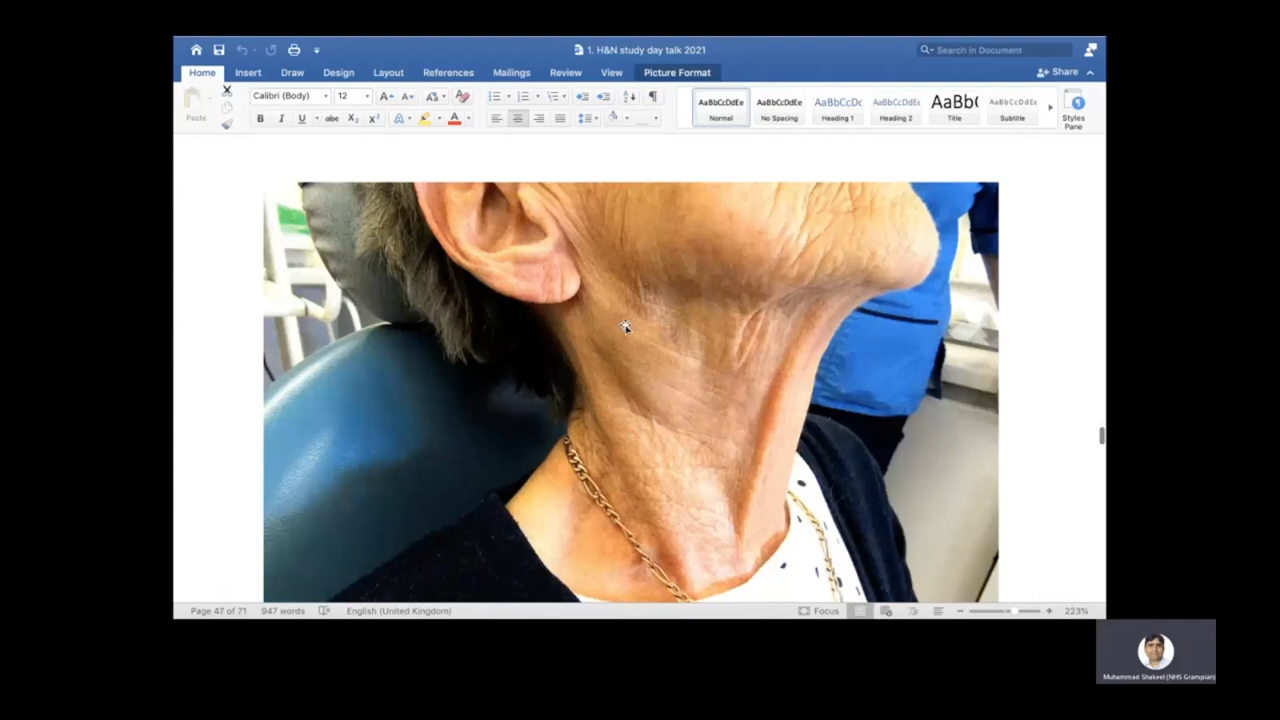 1. H&N study day talk 2021
Search in Document
Home Insert Draw Design Layout References Mailings Review View Picture Format Share
Paste
Calibri (Body) 12
AaBbCcDdEe AaBbCcDdEe AaBbCcDc AaBbCcDdEe AaBb( AaBbCcDdEe
Normal No Spacing Heading 1 Heading 2 Title Subtitle
Styles
Pane
Page 47 of 71 947 words English (United Kingdom) Focus 223%
Muhammad Shakeel (NHS Grampian)